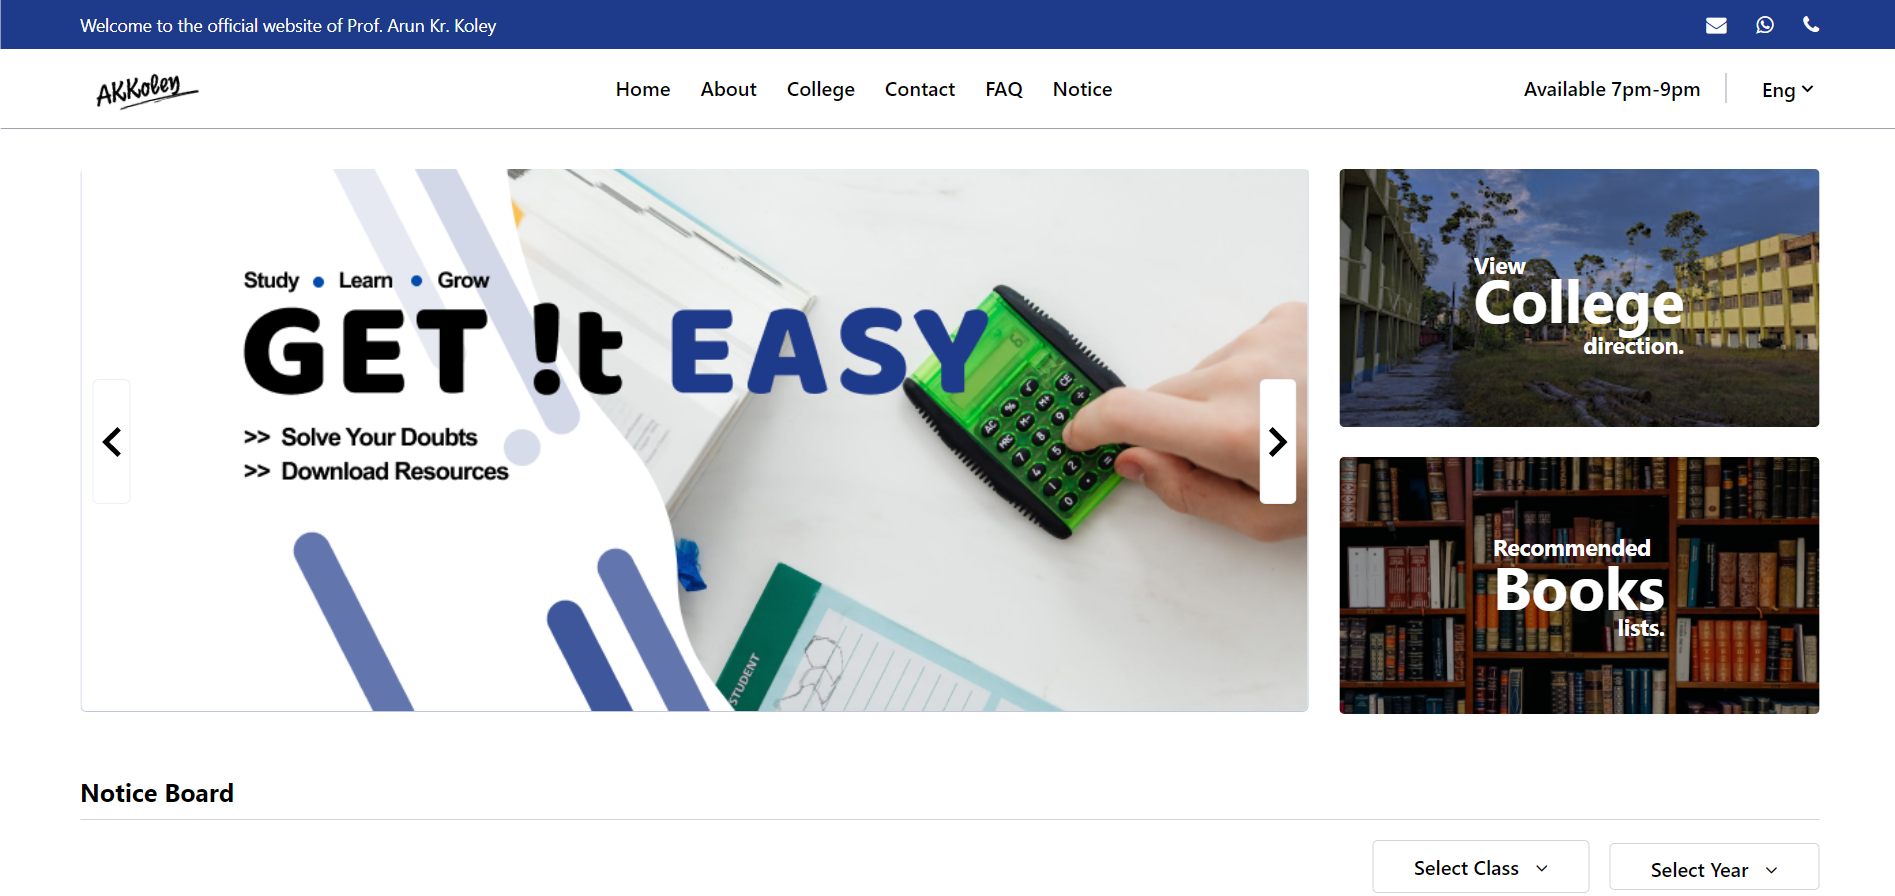 Welcome to the official website of Prof. Arun Kr. Koley
AKKoley
Home About College Contact FAQ Notice
Available 7pm-9pm
Eng
Study • Learn • Grow
GET !t EASY
>> Solve Your Doubts
>> Download Resources
STUDENT
View
College
direction.
Recommended
Books
lists.
Notice Board
Select Class
Select Year